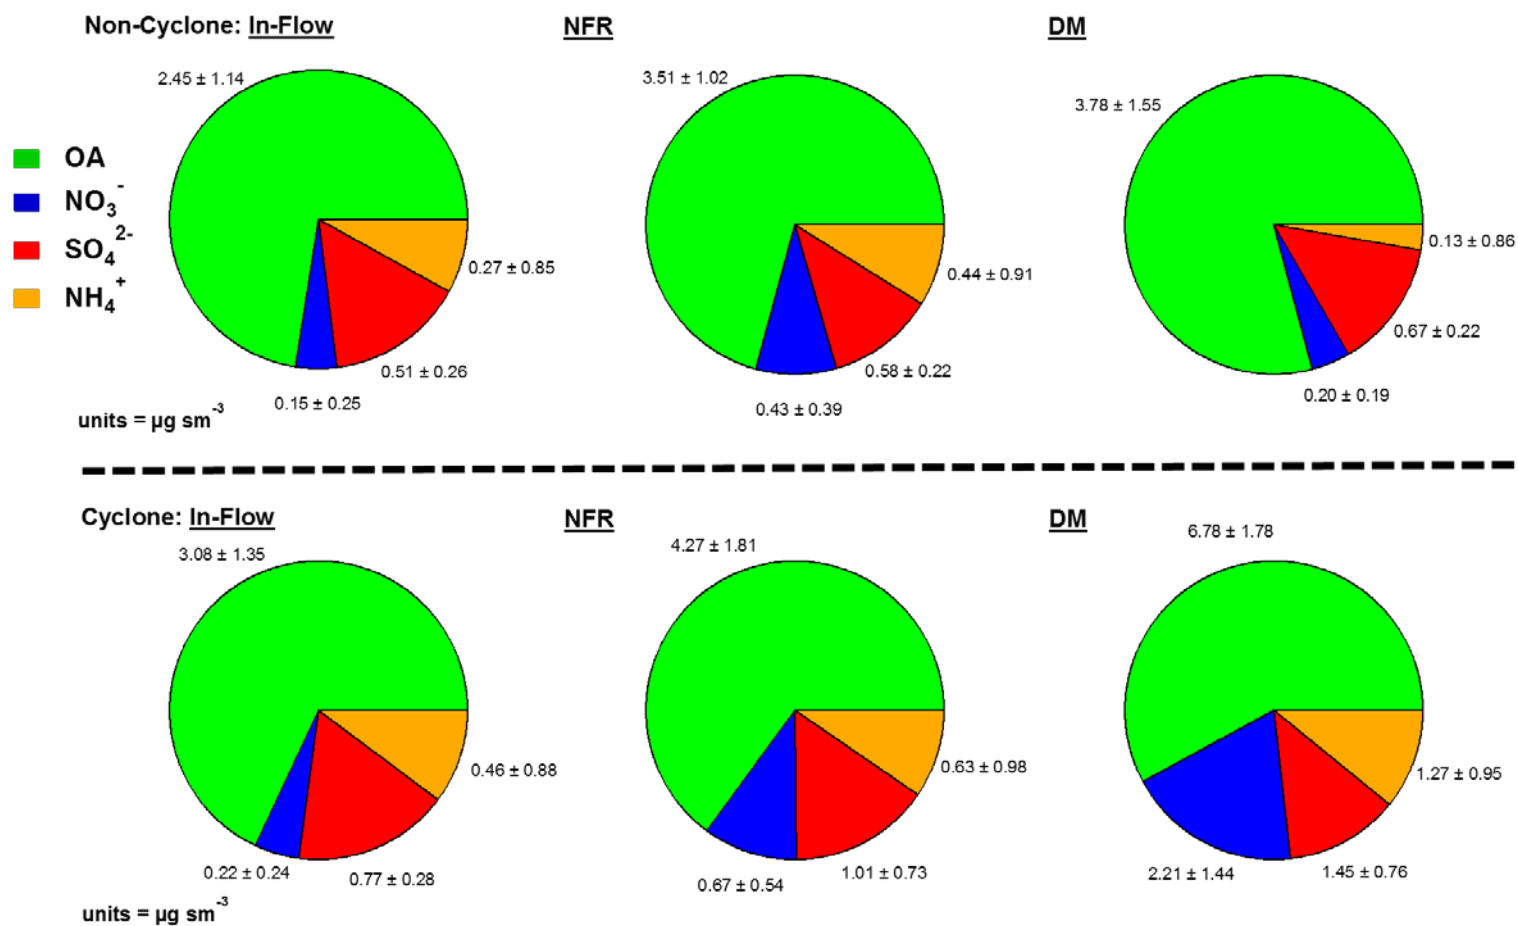 Non-Cyclone: In-Flow
NFR
DM
2.45 ± 1.14
3.51 ± 1.02
3.78 ± 1.55
OA
NO₃⁻
SO₄²⁻
NH₄⁺
0.27 ± 0.85
0.44 ± 0.91
0.13 ± 0.86
0.51 ± 0.26
0.58 ± 0.22
0.67 ± 0.22
0.15 ± 0.25
0.43 ± 0.39
0.20 ± 0.19
units = µg sm⁻³
Cyclone: In-Flow
NFR
DM
3.08 ± 1.35
4.27 ± 1.81
6.78 ± 1.78
0.46 ± 0.88
0.63 ± 0.98
1.27 ± 0.95
0.22 ± 0.24
0.77 ± 0.28
0.67 ± 0.54
1.01 ± 0.73
2.21 ± 1.44
1.45 ± 0.76
units = µg sm⁻³